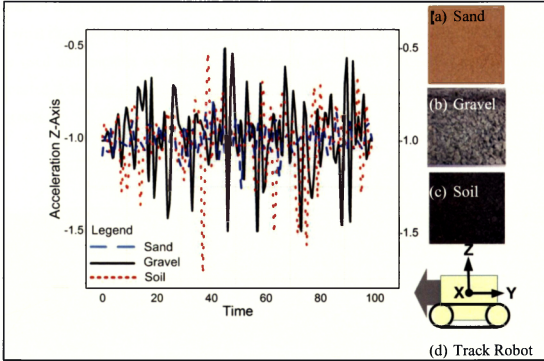 -0.5
-1.0
-1.5
Acceleration Z-Axis
Legend
Sand
Gravel
Soil
0 20 40 60 80 100
Time
-0.5
-1.0
-1.5
(a) Sand
(b) Gravel
(c) Soil
Z
X Y
(d) Track Robot